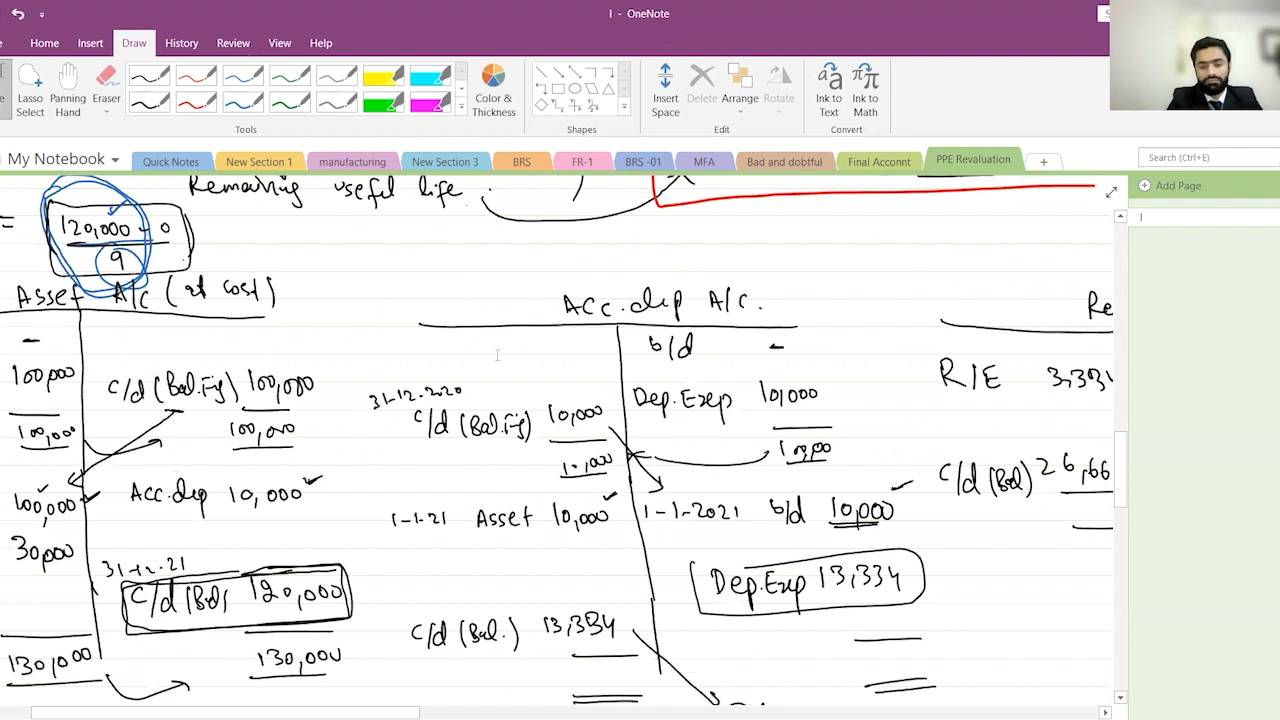 I - OneNote
Home Insert Draw History Review View Help
Lasso Select
Panning Hand
Eraser
Color & Thickness
Insert Space
Delete
Arrange
Rotate
Ink to Text
Ink to Math
Tools
Shapes
Edit
Convert
My Notebook
Quick Notes
New Section 1
manufacturing
New Section 3
BRS
FR-1
BRS -01
MFA
Bad and dobtful
Final Acconnt
PPE Revaluation
Search (Ctrl+E)
Add Page
I
Remaining useful life
= 120,000 - 0
9
Asset A/c (at cost)
-
100,000 c/d (Bal.Fig) 100,000
100,000 100,000
100,000 Acc.dep 10,000
30,000
31-12-21
C/d (Bal) 120,000
130,000 130,000
Acc.dep A/C.
b/d -
31-12-2020
Dep.Exep 10,000
c/d (Bal.Fig) 10,000
10,000 10,000
1-1-21 Asset 10,000 1-1-2021 b/d 10,000
Dep.Exep 13,334
c/d (Bal.) 13,334
Re
R/E 3,334
c/d (Bal) 26,66